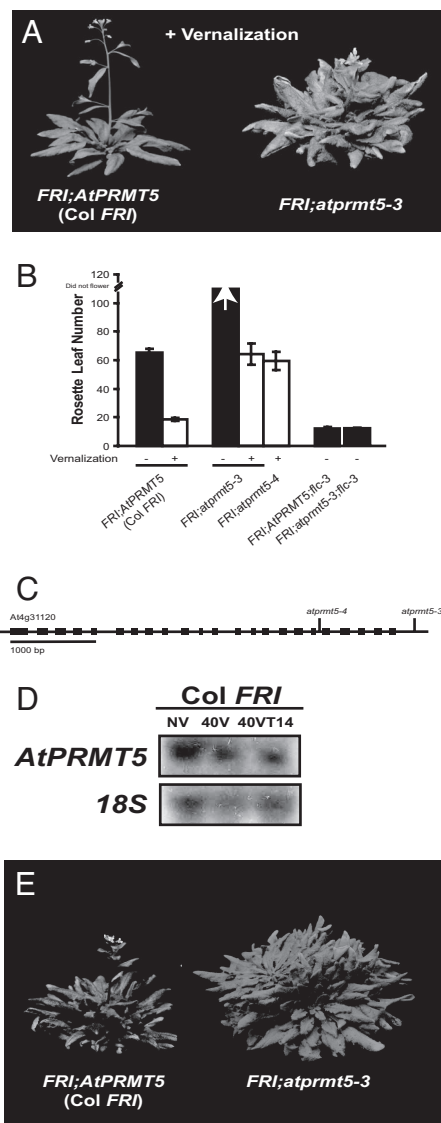 A
+ Vernalization
FRI;AtPRMT5
(Col FRI)
FRI;atprmt5-3
B
Rosette Leaf Number
120
Did not flower
100
80
60
40
20
0
Vernalization
- + - + + - -
FRI;AtPRMT5
(Col FRI)
FRI;atprmt5-3
FRI;atprmt5-4
FRI;AtPRMT5;flc-3
FRI;atprmt5-3;flc-3
C
At4g31120
atprmt5-4
atprmt5-3
1000 bp
D
Col FRI
NV 40V 40VT14
AtPRMT5
18S
E
FRI;AtPRMT5
(Col FRI)
FRI;atprmt5-3